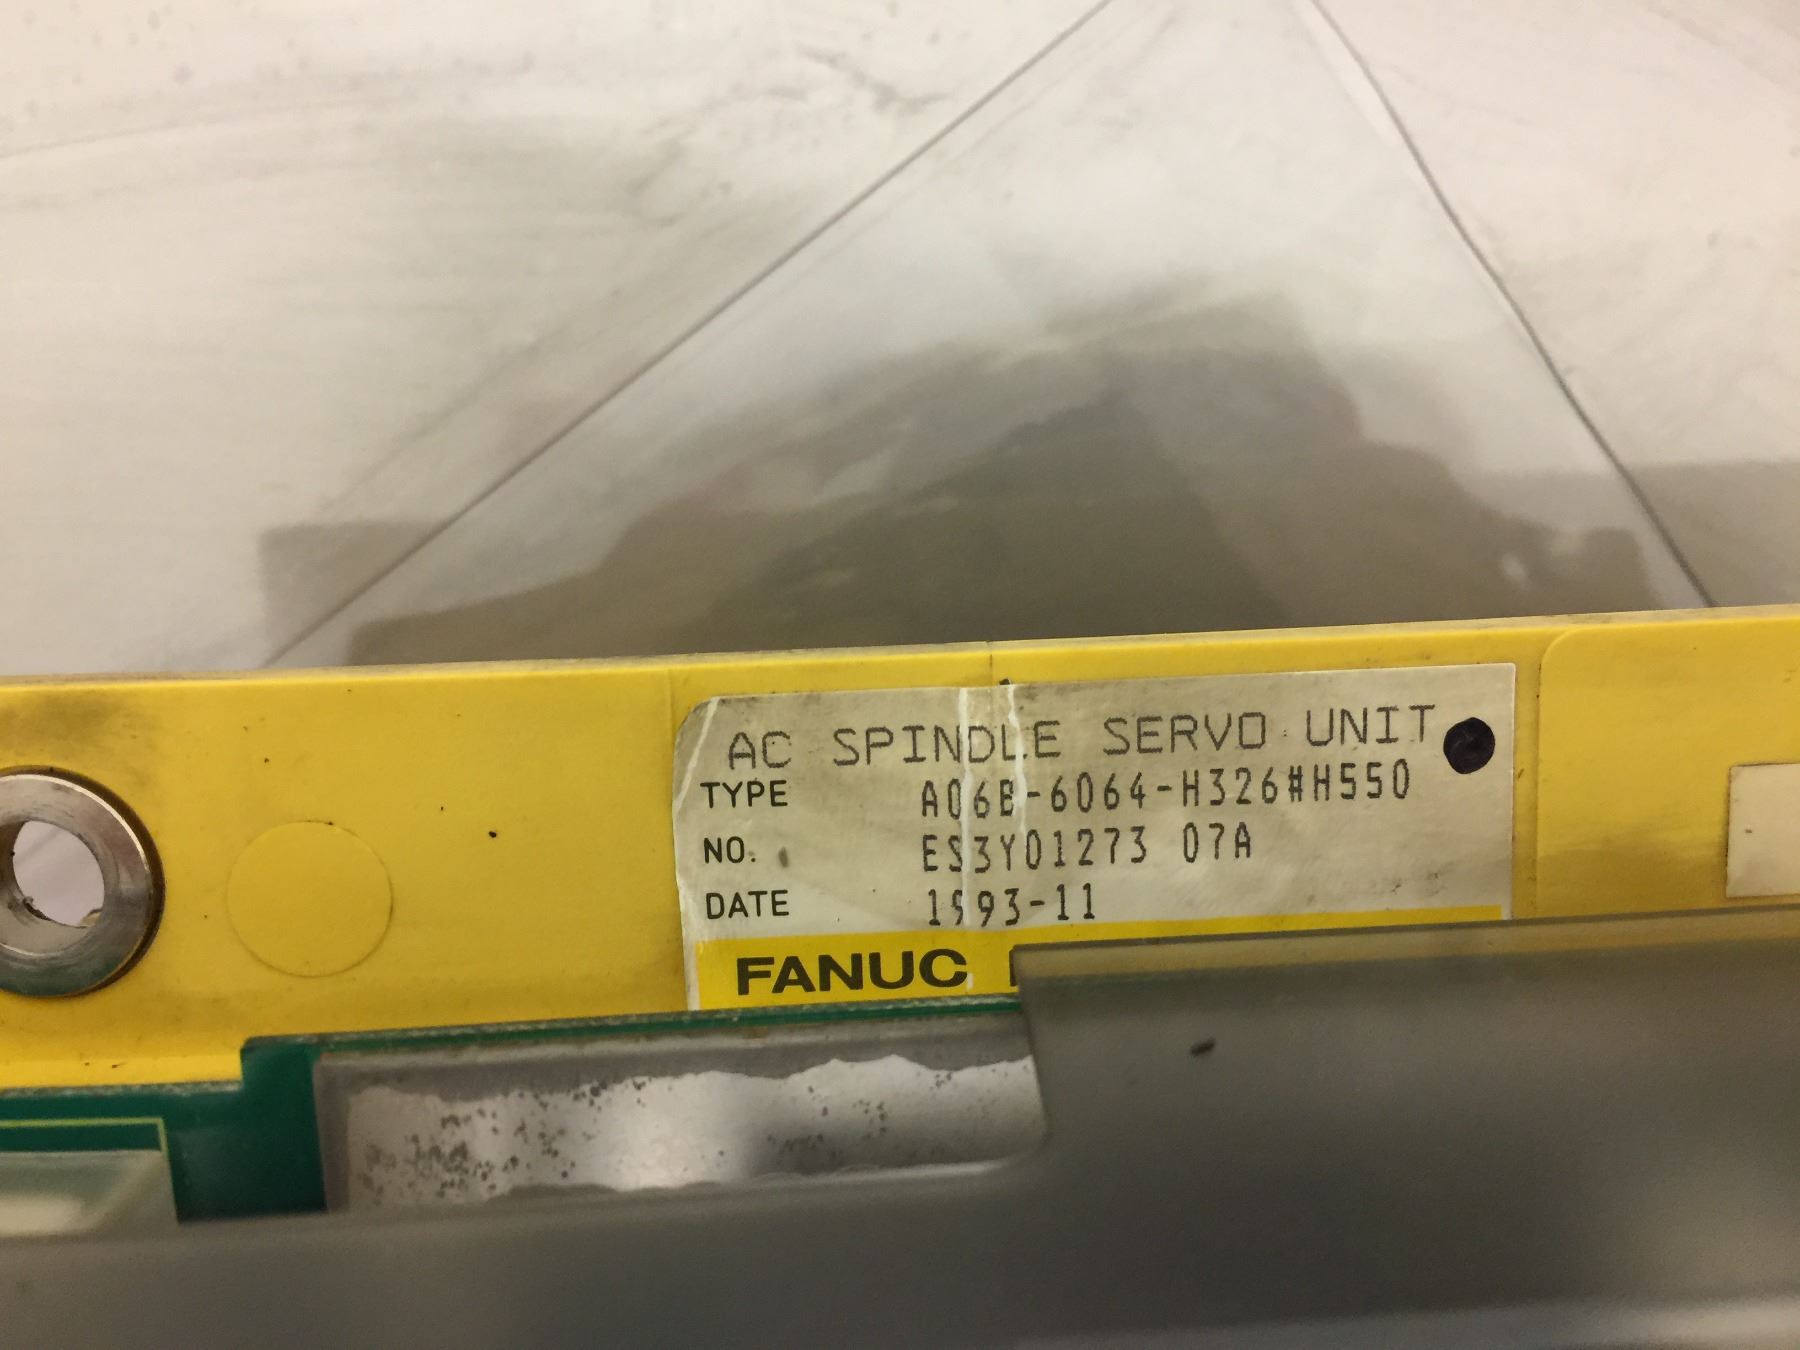 AC SPINDLE SERVO UNIT
TYPE A06B-6064-H326#H550
NO. ES3Y01273 07A
DATE 1993-11
FANUC